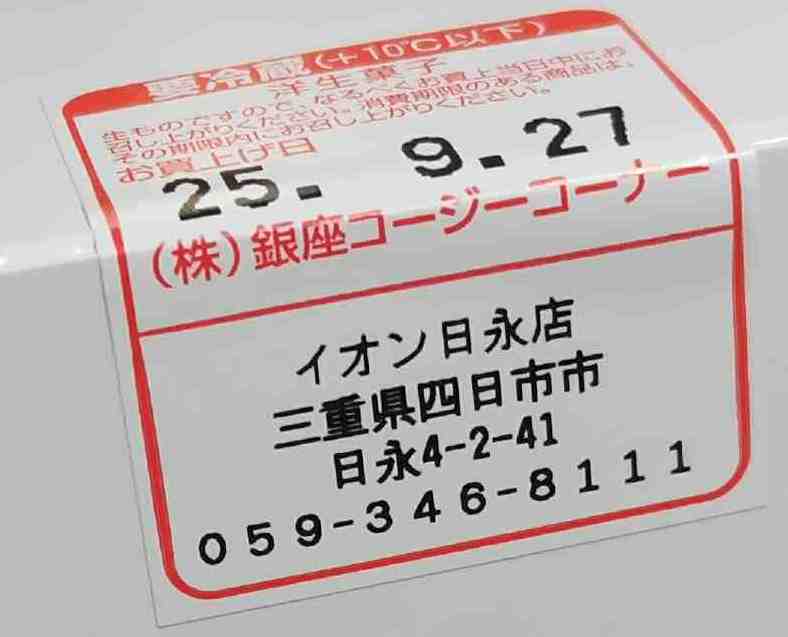 要冷蔵(+10℃以下)
洋生菓子
生ものですので、なるべくお買上当日中にお
召し上がりください。消費期限のある商品は、
その期限内にお召し上がりください。
お買上げ日
25. 9.27
(株)銀座コージーコーナー
イオン日永店
三重県四日市市
日永4-2-41
059-346-8111